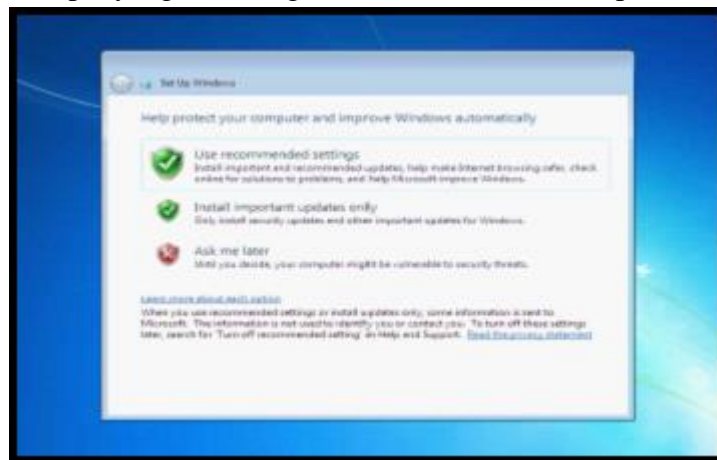 Set Up Windows
Help protect your computer and improve Windows automatically
Use recommended settings
Install important and recommended updates, help make Internet browsing safer, check
online for solutions to problems, and help Microsoft improve Windows.
Install important updates only
Only install security updates and other important updates for Windows.
Ask me later
Until you decide, your computer might be vulnerable to security threats.
Learn more about each option
When you use recommended settings or install updates only, some information is sent to
Microsoft. The information is not used to identify you or contact you. To turn off these settings
later, search for "Turn off recommended setting" in Help and Support. Read the privacy statement